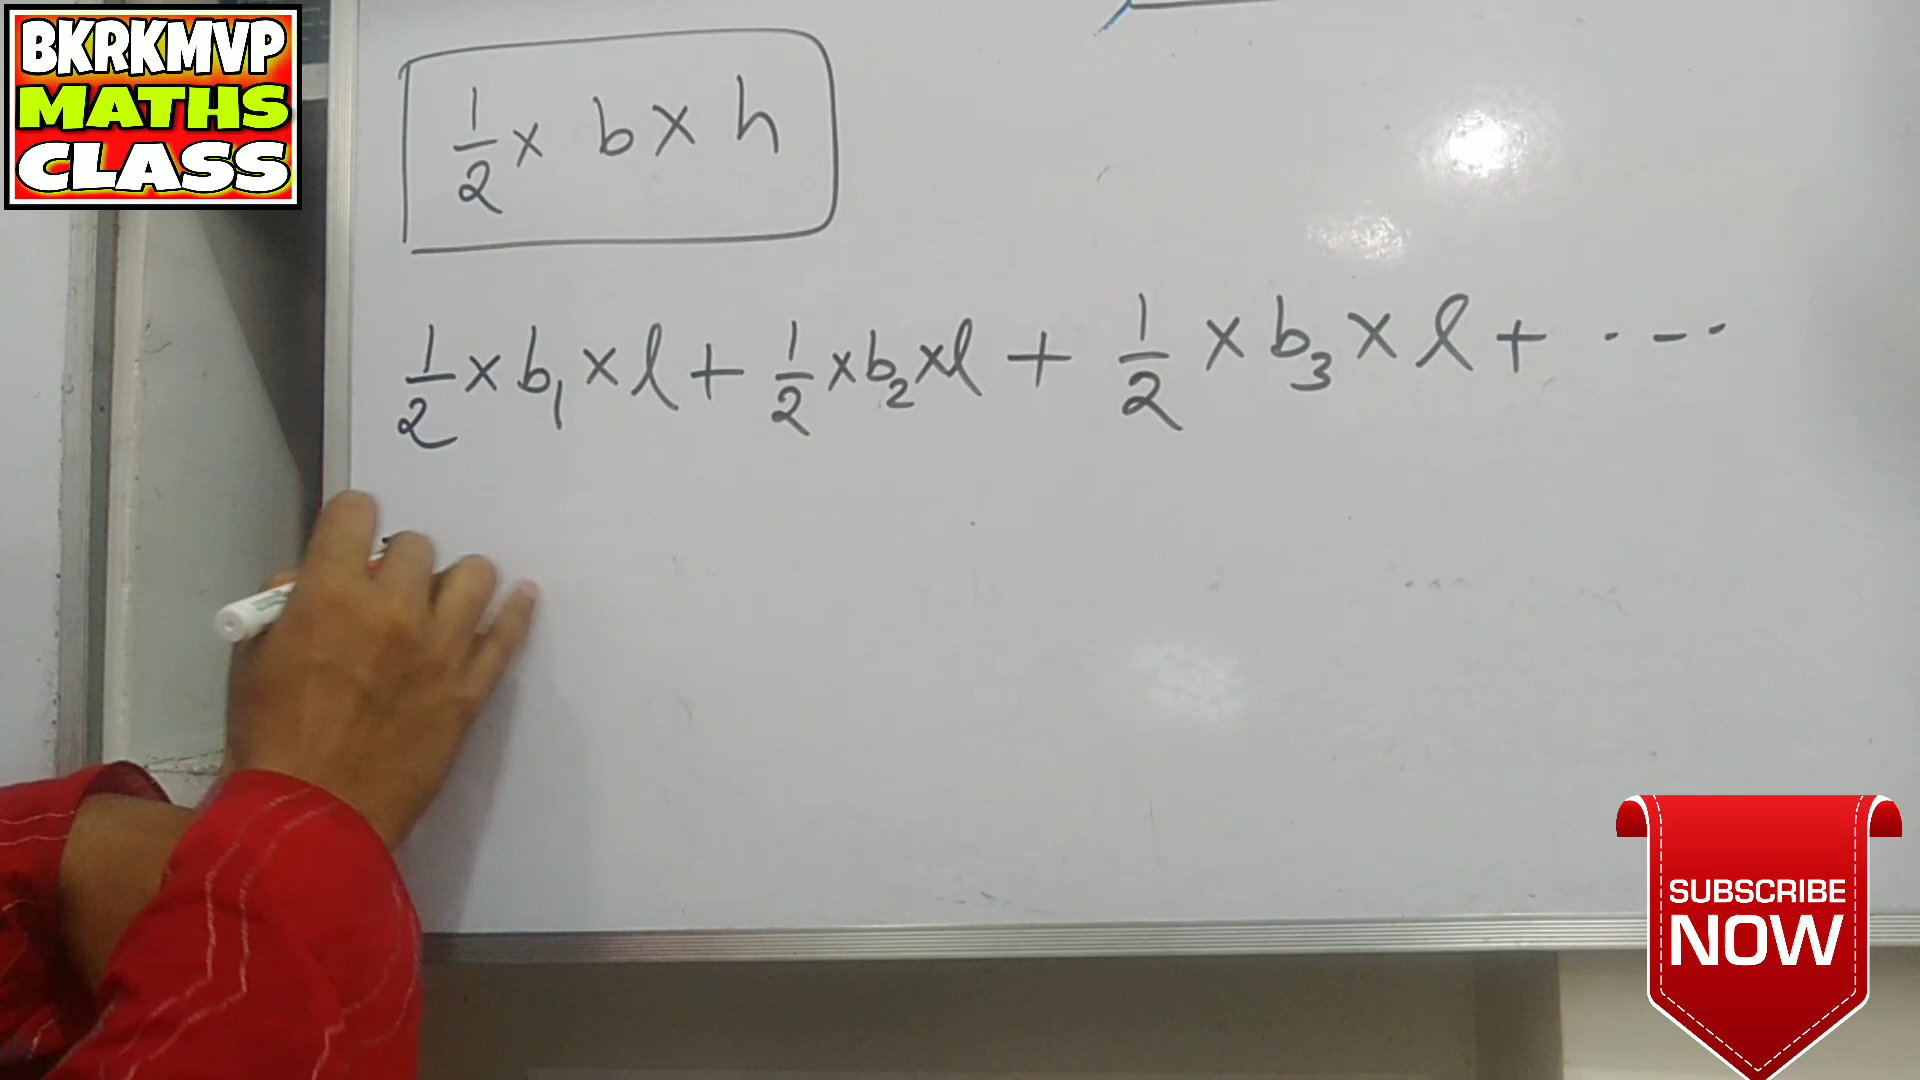 BKRKMVP
MATHS
CLASS
1/2 × b × h
1/2 × b₁ × l + 1/2 × b₂ × l + 1/2 × b₃ × l + . - - ·
SUBSCRIBE
NOW